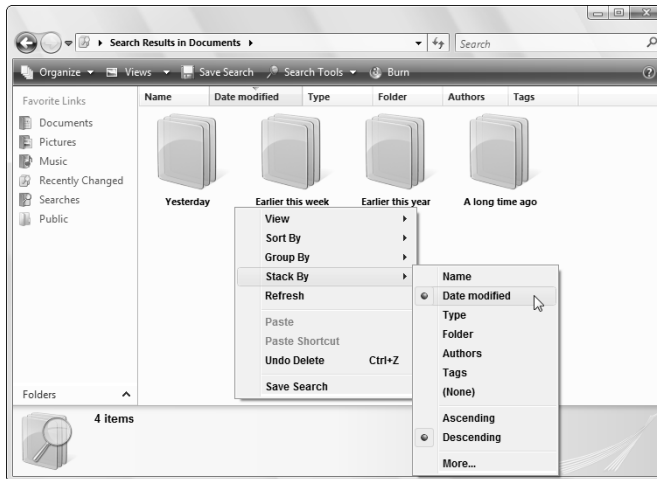 Search Results in Documents
Search
Organize Views Save Search Search Tools Burn
Favorite Links
Documents
Pictures
Music
Recently Changed
Searches
Public
Folders
Name Date modified Type Folder Authors Tags
Yesterday Earlier this week Earlier this year A long time ago
View
Sort By
Group By
Stack By
Refresh
Paste
Paste Shortcut
Undo Delete Ctrl+Z
Save Search
Name
Date modified
Type
Folder
Authors
Tags
(None)
Ascending
Descending
More...
4 items